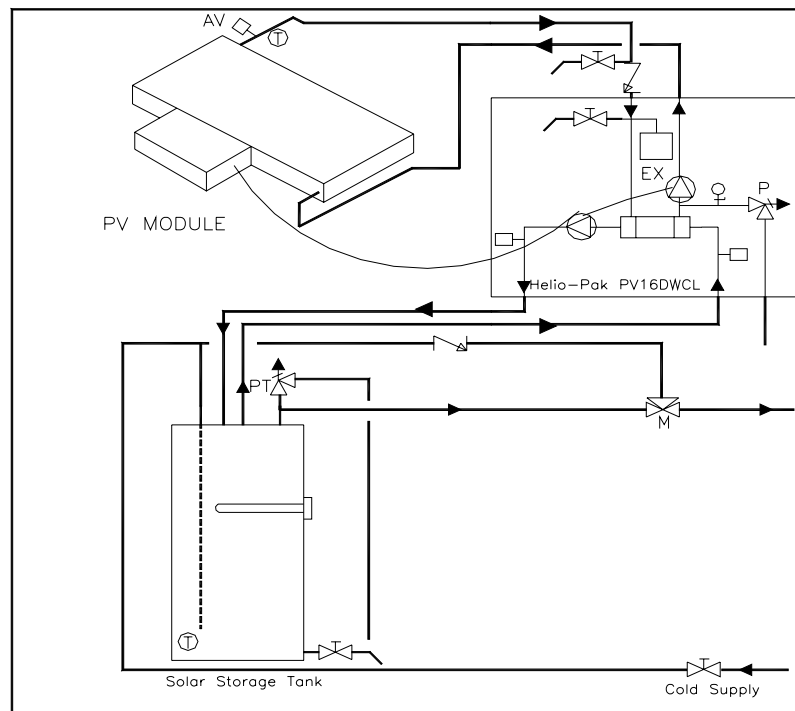 AV
T
EX
P
PV MODULE
Helio-Pak PV16DWCL
PT
M
T
Solar Storage Tank
Cold Supply